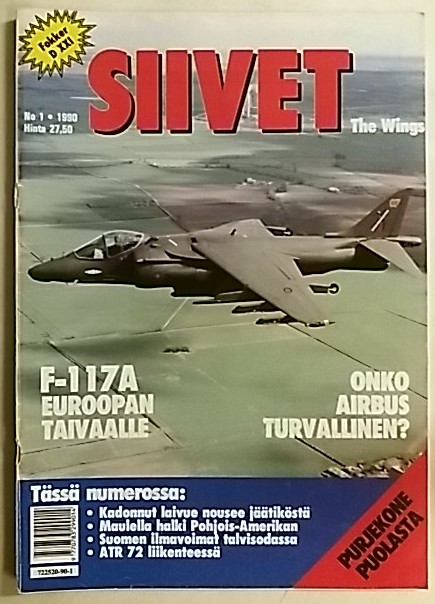 Fokker
D XXI
SIIVET
The Wings
No 1 • 1990
Hinta 27,50
F-117A
EUROOPAN
TAIVAALLE
ONKO
AIRBUS
TURVALLINEN?
Tässä numerossa:
• Kadonnut laivue nousee jäätiköstä
• Maulella halki Pohjois-Amerikan
• Suomen ilmavoimat talvisodassa
• ATR 72 liikenteessä
PURJEKONE
PUOLASTA
722520-90-1